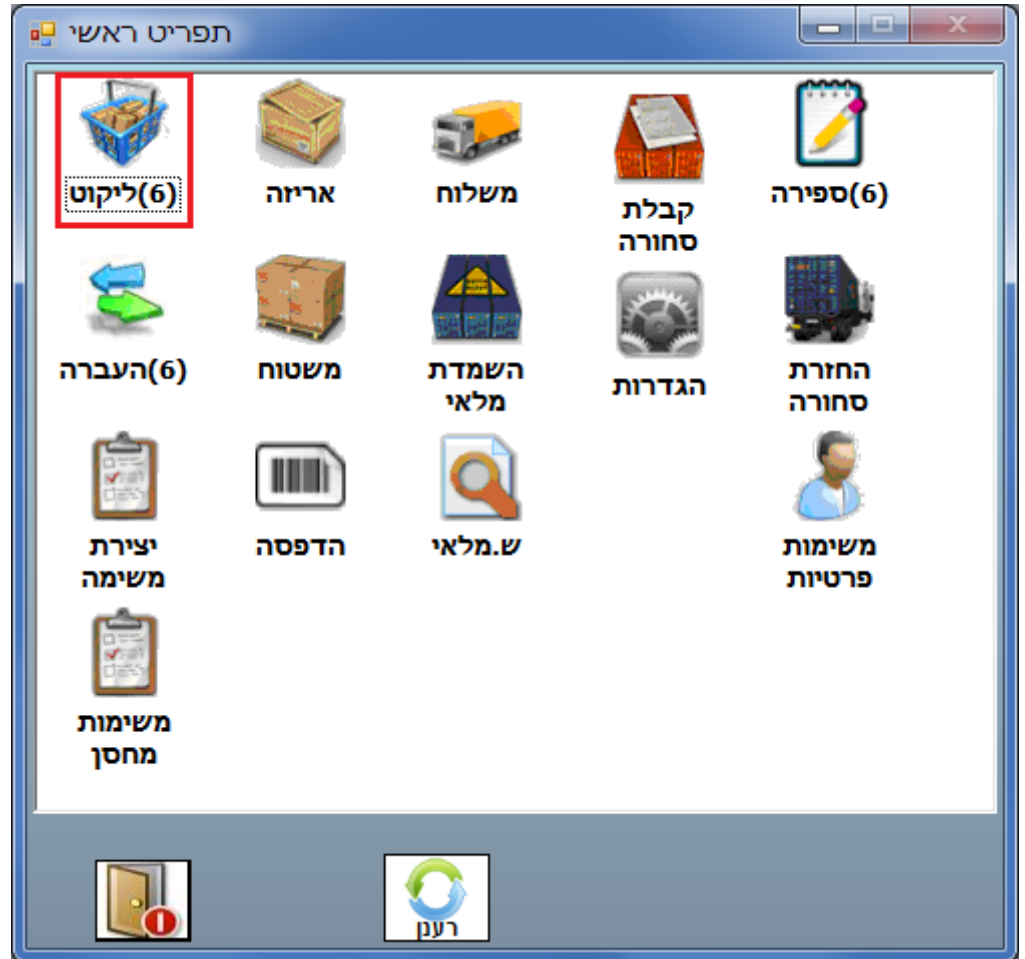 תפריט ראשי
(6)ליקוט
אריזה
משלוח
קבלת
סחורה
(6)ספירה
(6)העברה
משטוח
השמדת
מלאי
הגדרות
החזרת
סחורה
יצירת
משימה
הדפסה
ש.מלאי
משימות
פרטיות
משימות
מחסן
רענן